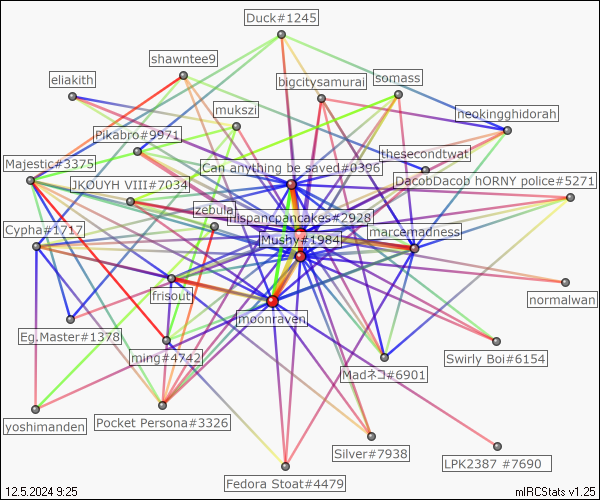 Duck#1245
shawntee9
eliakith
bigcitysamurai
somass
mukszi
neokingghidorah
Pikabro#9971
thesecondtwat
Majestic#3375
Can anything be saved#0396
JKOUYH VIII#7034
DacobDacob hORNY police#5271
zebula
mispancpancakes#2928
Cypha#1717
Mushy#1984
marcemadness
frisout
normalwan
moonraven
Eg.Master#1378
ming#4742
Madネコ#6901
Swirly Boi#6154
yoshimanden
Pocket Persona#3326
Silver#7938
LPK2387 #7690
Fedora Stoat#4479
12.5.2024 9:25
mIRCStats v1.25